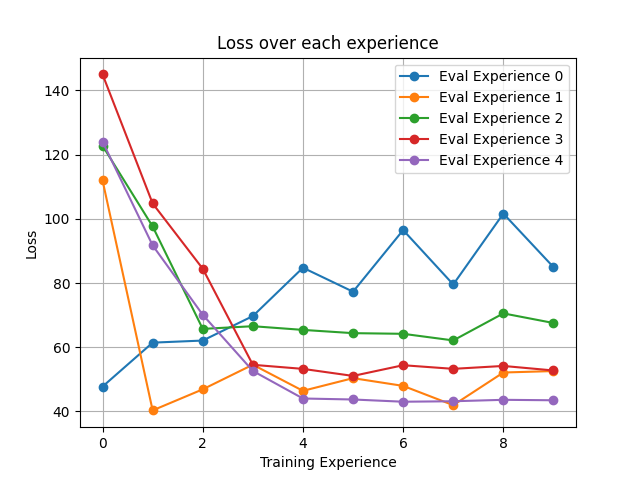 Loss over each experience
Loss
140
120
100
80
60
40
Eval Experience 0
Eval Experience 1
Eval Experience 2
Eval Experience 3
Eval Experience 4
0
2
4
6
8
Training Experience